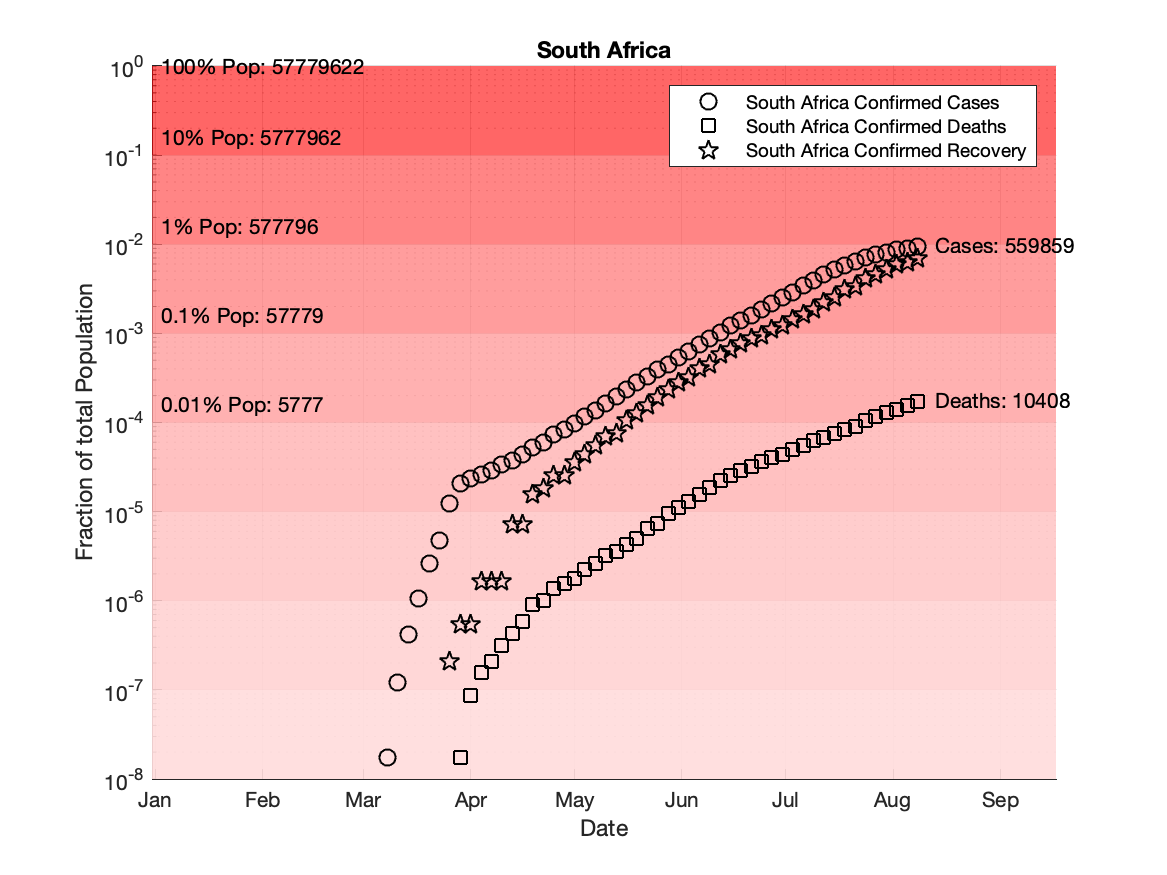 South Africa
10^0
100% Pop: 57779622
South Africa Confirmed Cases
South Africa Confirmed Deaths
South Africa Confirmed Recovery
10% Pop: 5777962
10^-1
1% Pop: 577796
10^-2
Cases: 559859
0.1% Pop: 57779
10^-3
0.01% Pop: 5777
Deaths: 10408
10^-4
10^-5
10^-6
10^-7
10^-8
Fraction of total Population
Jan Feb Mar Apr May Jun Jul Aug Sep
Date